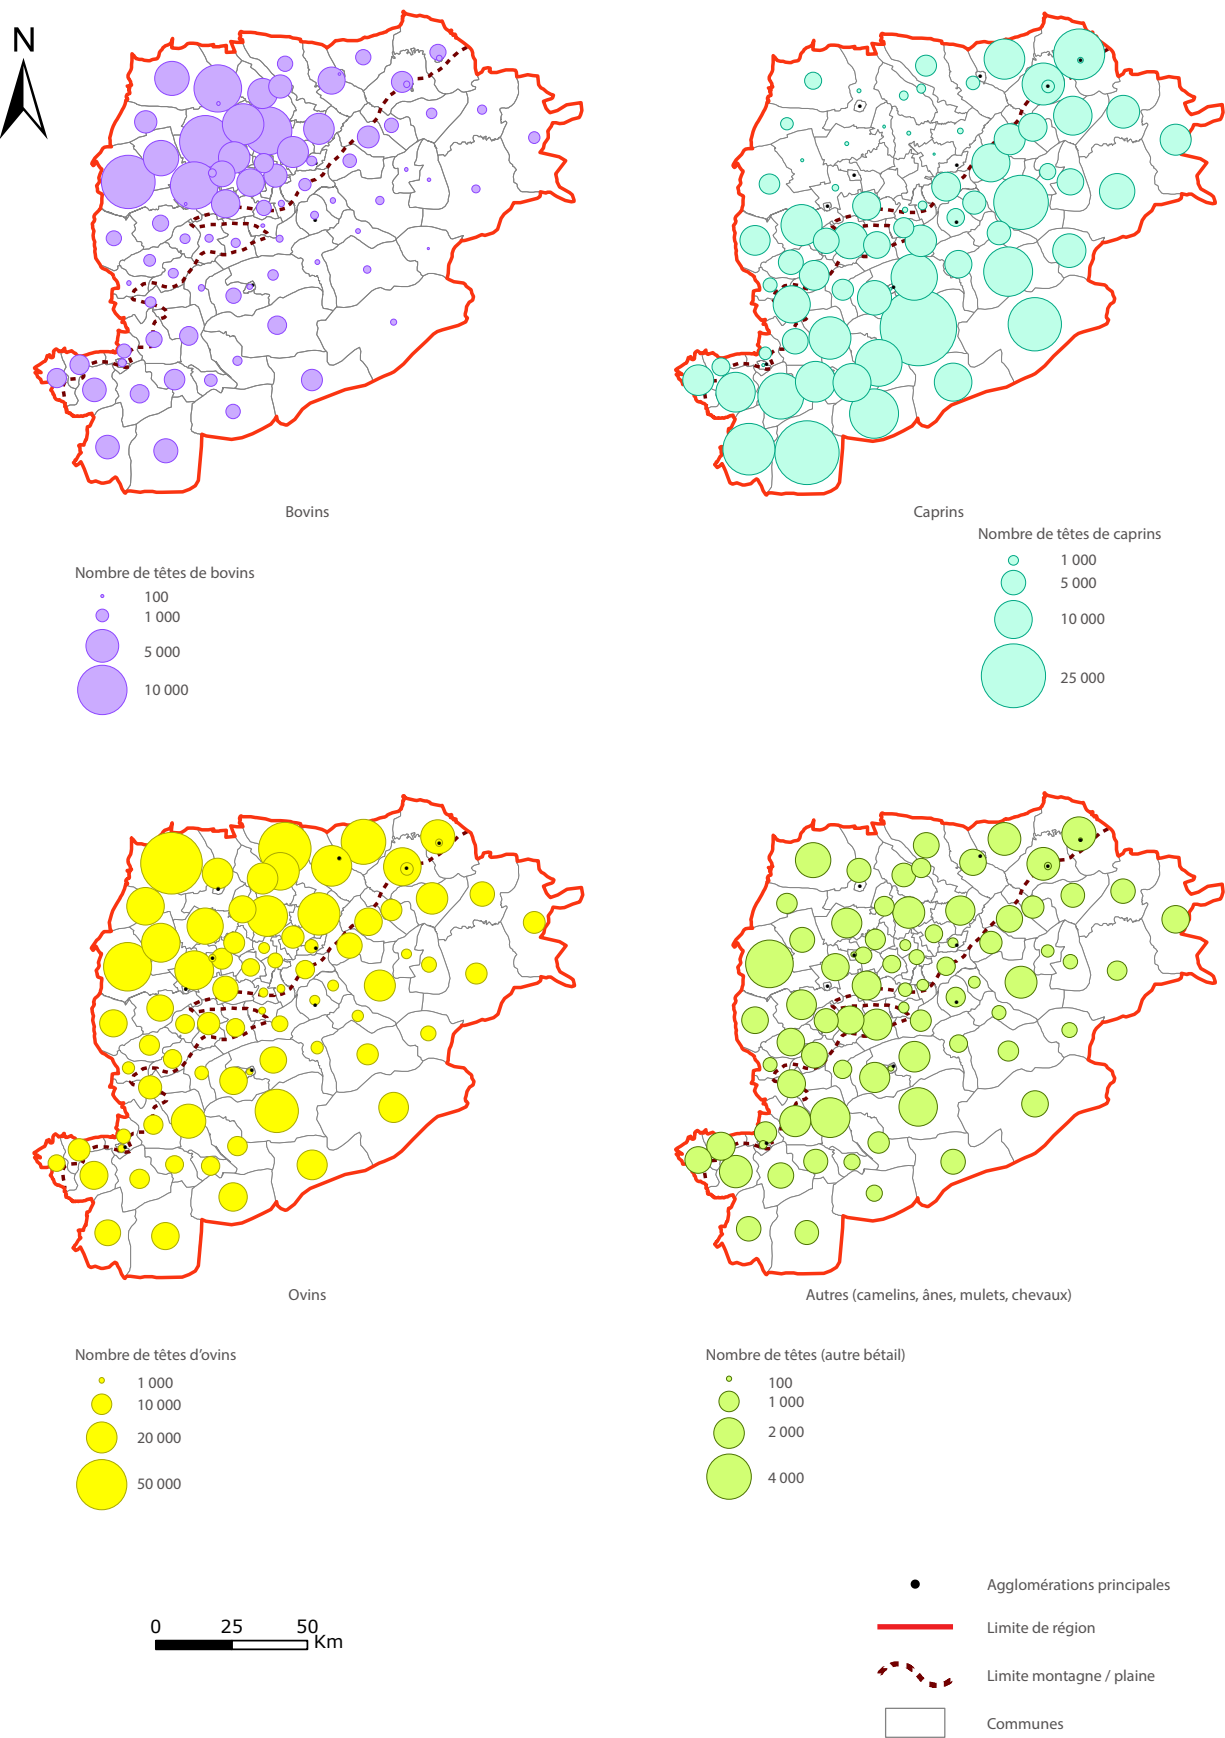 N
Bovins
Caprins
Nombre de têtes de bovins
100
1 000
5 000
10 000
Nombre de têtes de caprins
1 000
5 000
10 000
25 000
Ovins
Autres (camelins, ânes, mulets, chevaux)
Nombre de têtes d'ovins
1 000
10 000
20 000
50 000
Nombre de têtes (autre bétail)
100
1 000
2 000
4 000
0 25 50
Km
Agglomérations principales
Limite de région
Limite montagne / plaine
Communes